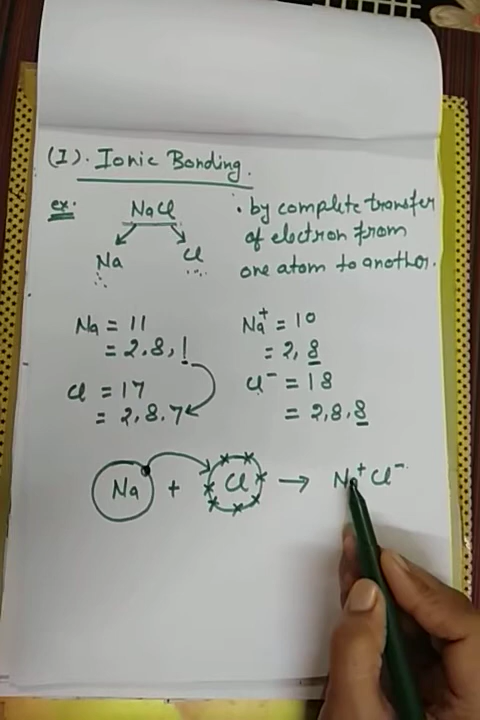 (I). Ionic Bonding.
ex.
NaCl
Na Cl
• by complete transfer
of electron from
one atom to another.
Na = 11
= 2,8,1
Cl = 17
= 2,8,7
Na⁺ = 10
= 2,8
Cl⁻ = 18
= 2,8,8
Na + Cl → Na⁺ Cl⁻